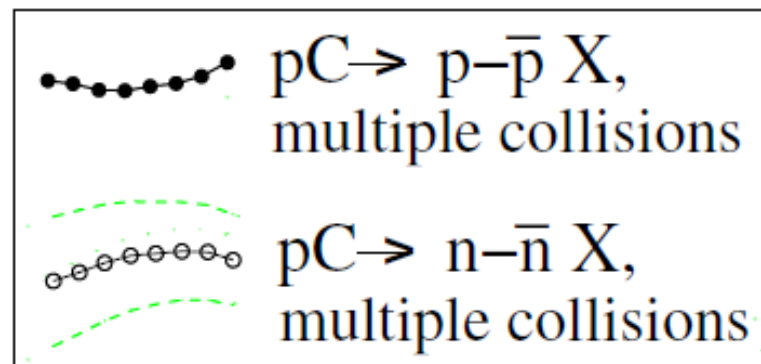 pC→ p–p̅ X,
multiple collisions
pC→ n–n̅ X,
multiple collisions